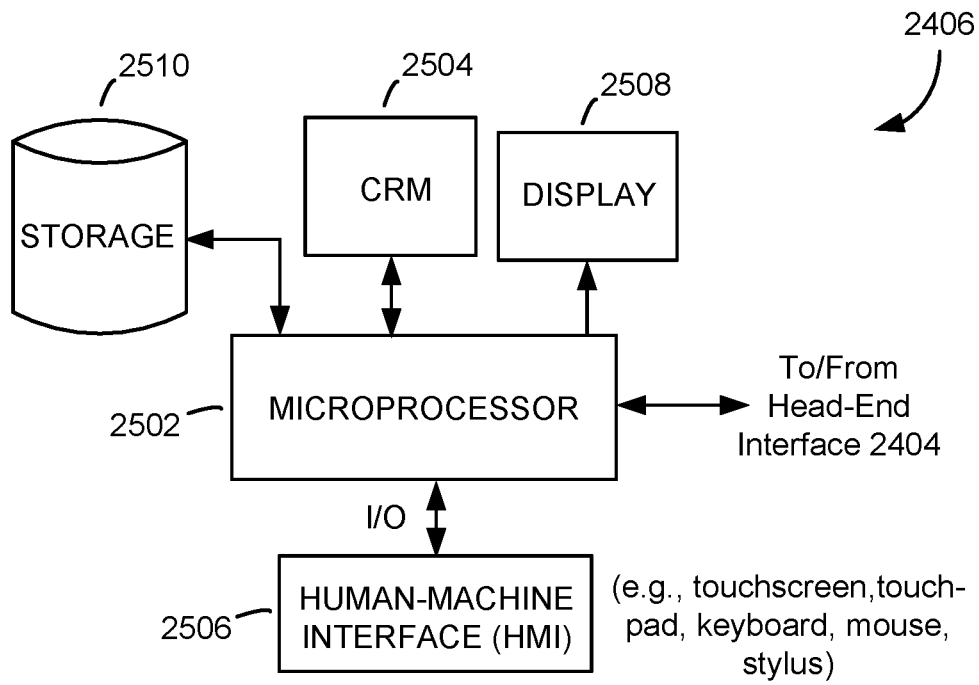 2406
2510
2504
2508
STORAGE
CRM
DISPLAY
2502
MICROPROCESSOR
To/From
Head-End
Interface 2404
I/O
2506
HUMAN-MACHINE
INTERFACE (HMI)
(e.g., touchscreen,touch-
pad, keyboard, mouse,
stylus)